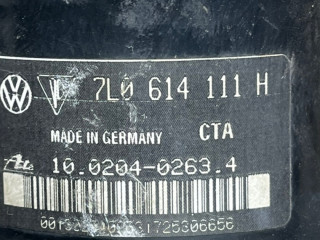 7L0 614 111 H
MADE IN GERMANY CTA
10.0204-0263.4